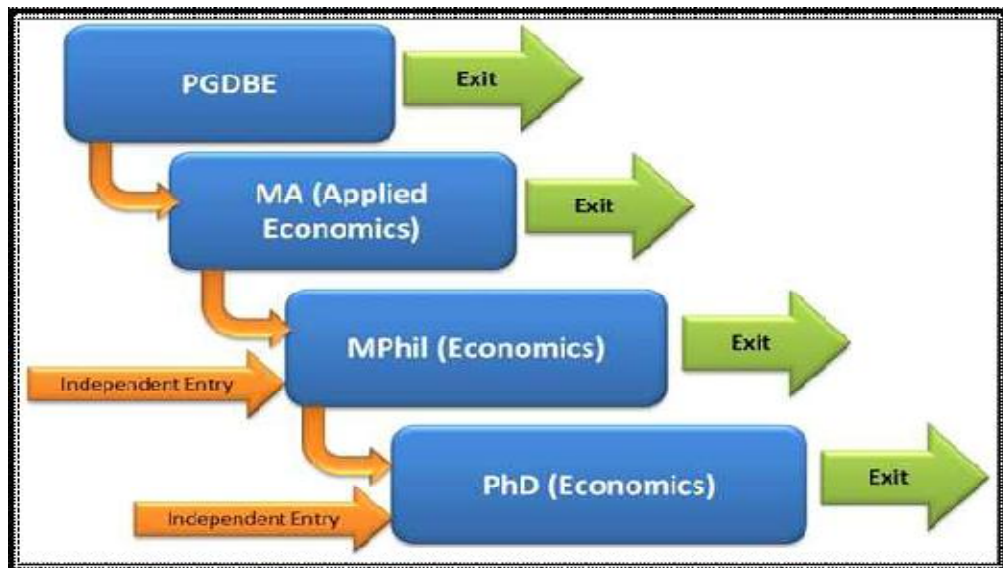 PGDBE
Exit
MA (Applied
Economics)
Exit
MPhil (Economics)
Exit
Independent Entry
PhD (Economics)
Exit
Independent Entry